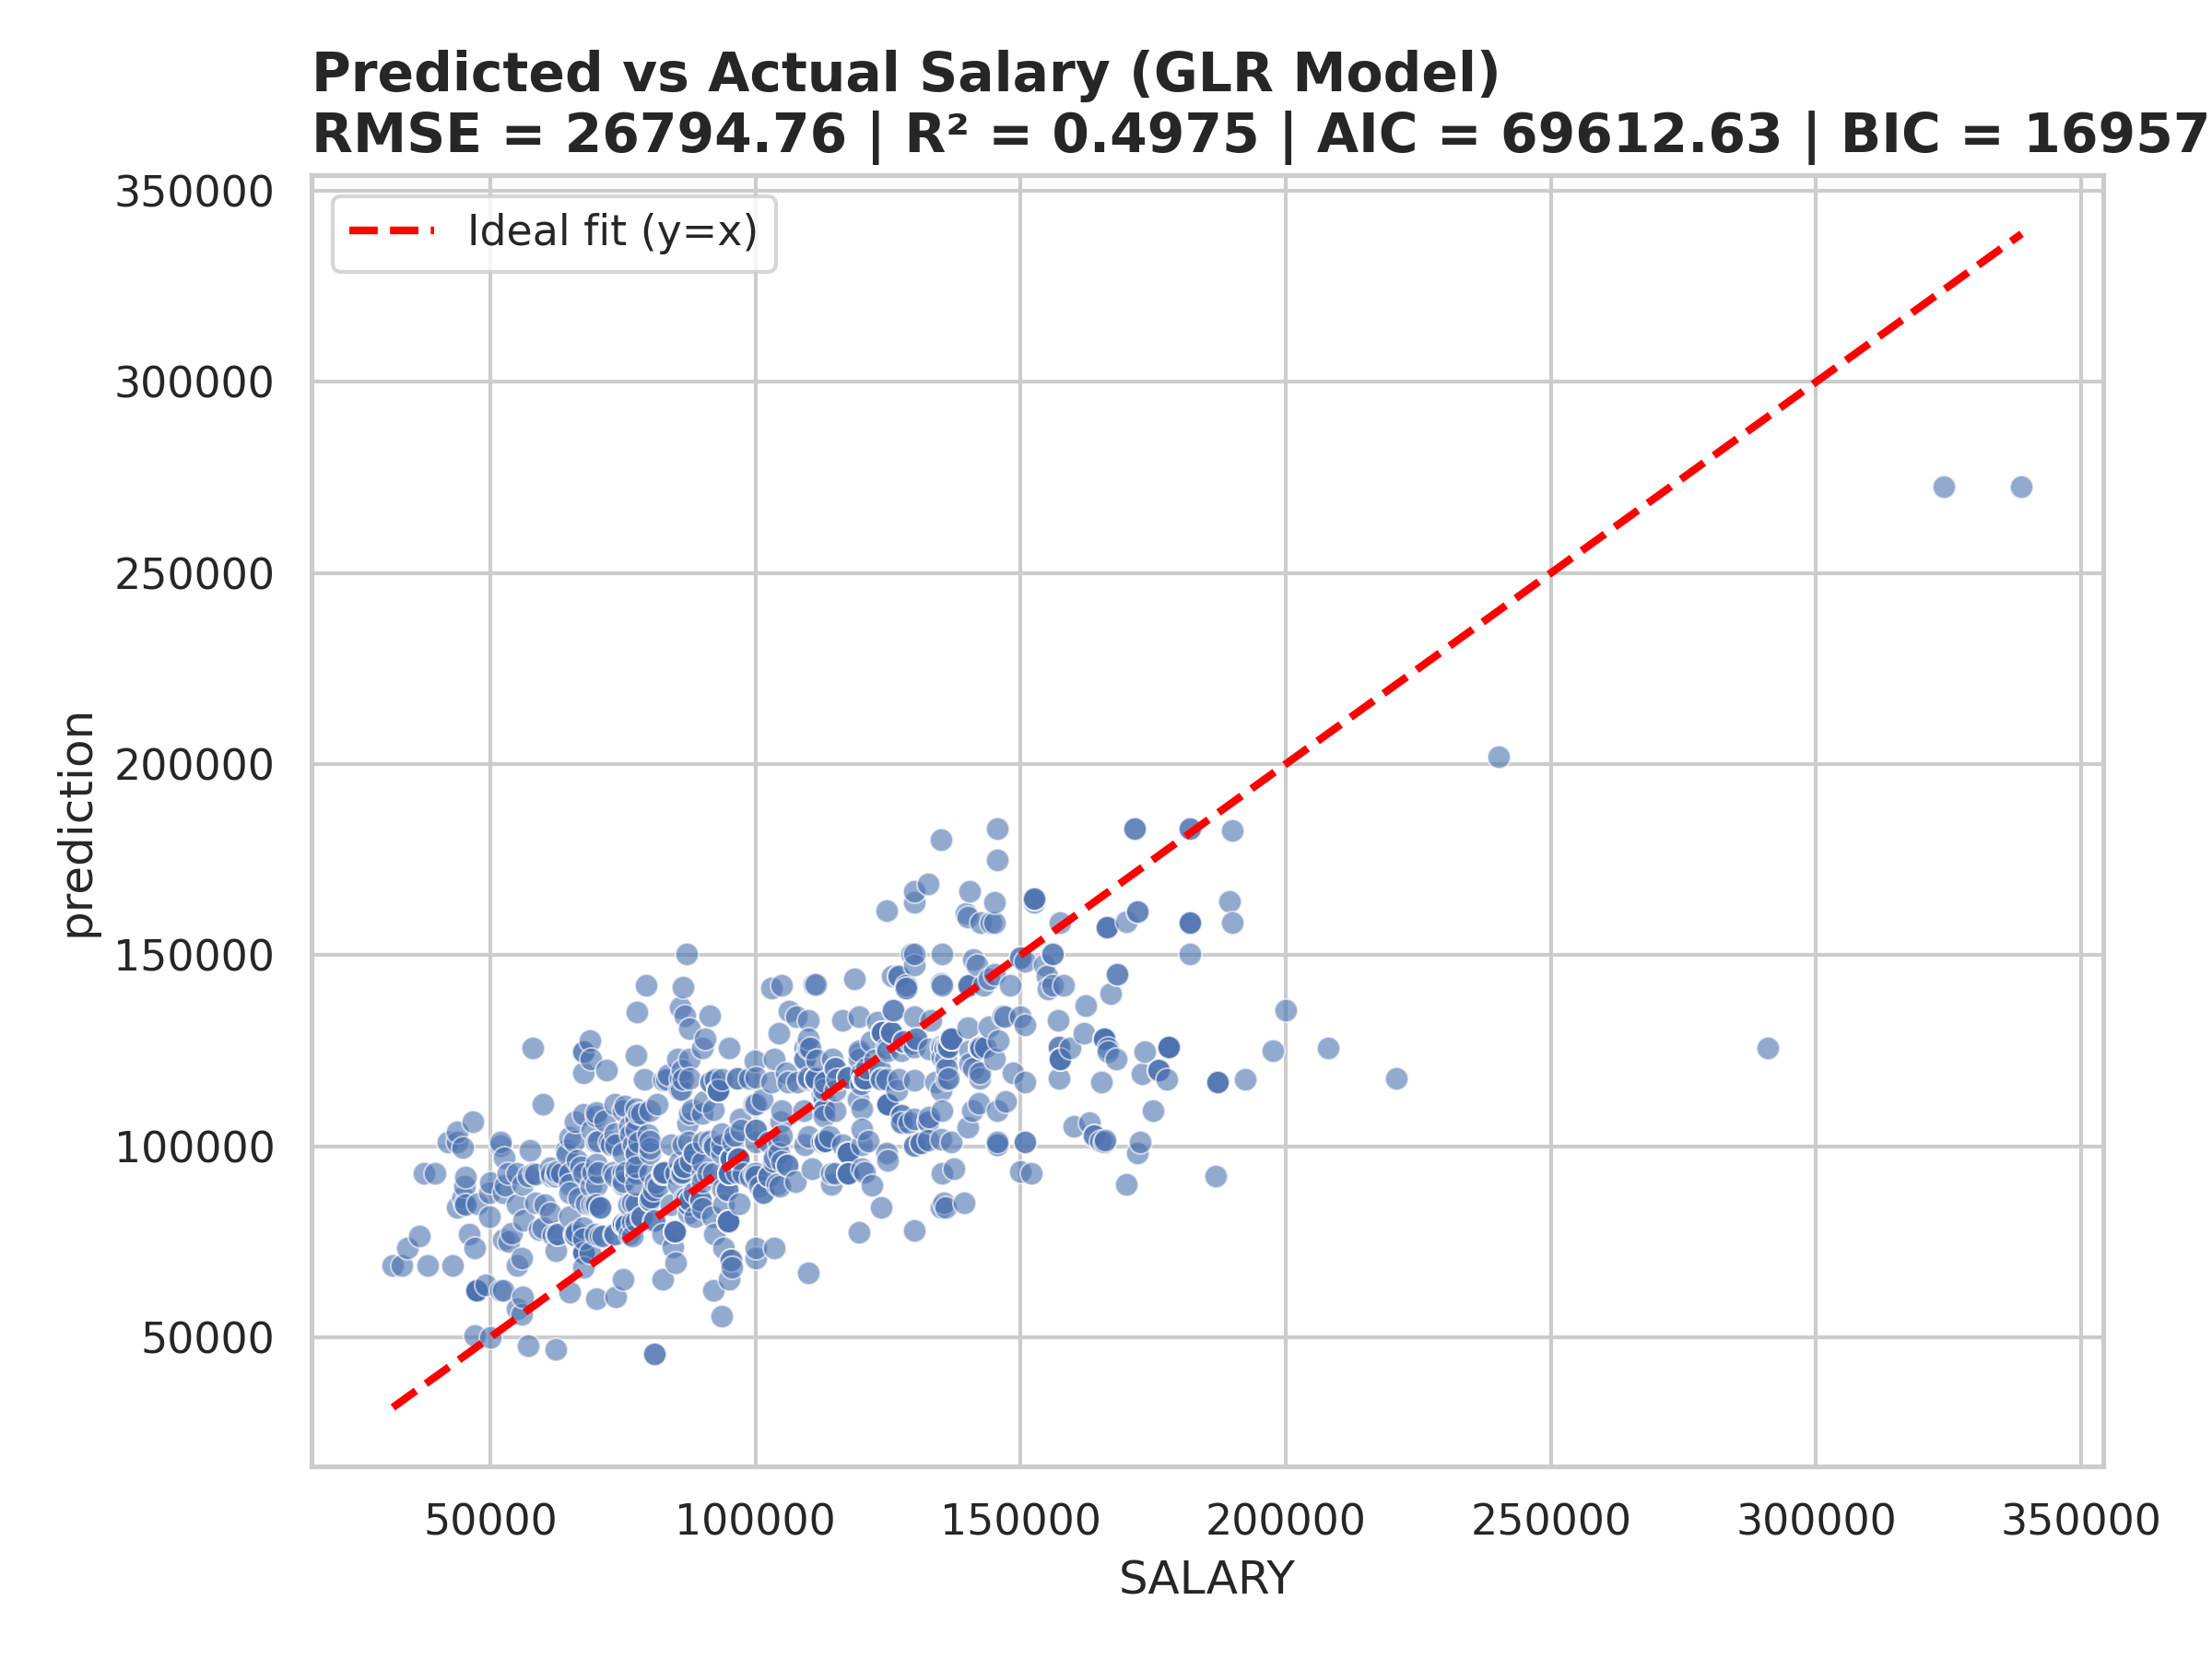 Predicted vs Actual Salary (GLR Model)
RMSE = 26794.76 | R² = 0.4975 | AIC = 69612.63 | BIC = 16957
350000
Ideal fit (y=x)
300000
250000
200000
150000
100000
50000
prediction
50000 100000 150000 200000 250000 300000 350000
SALARY